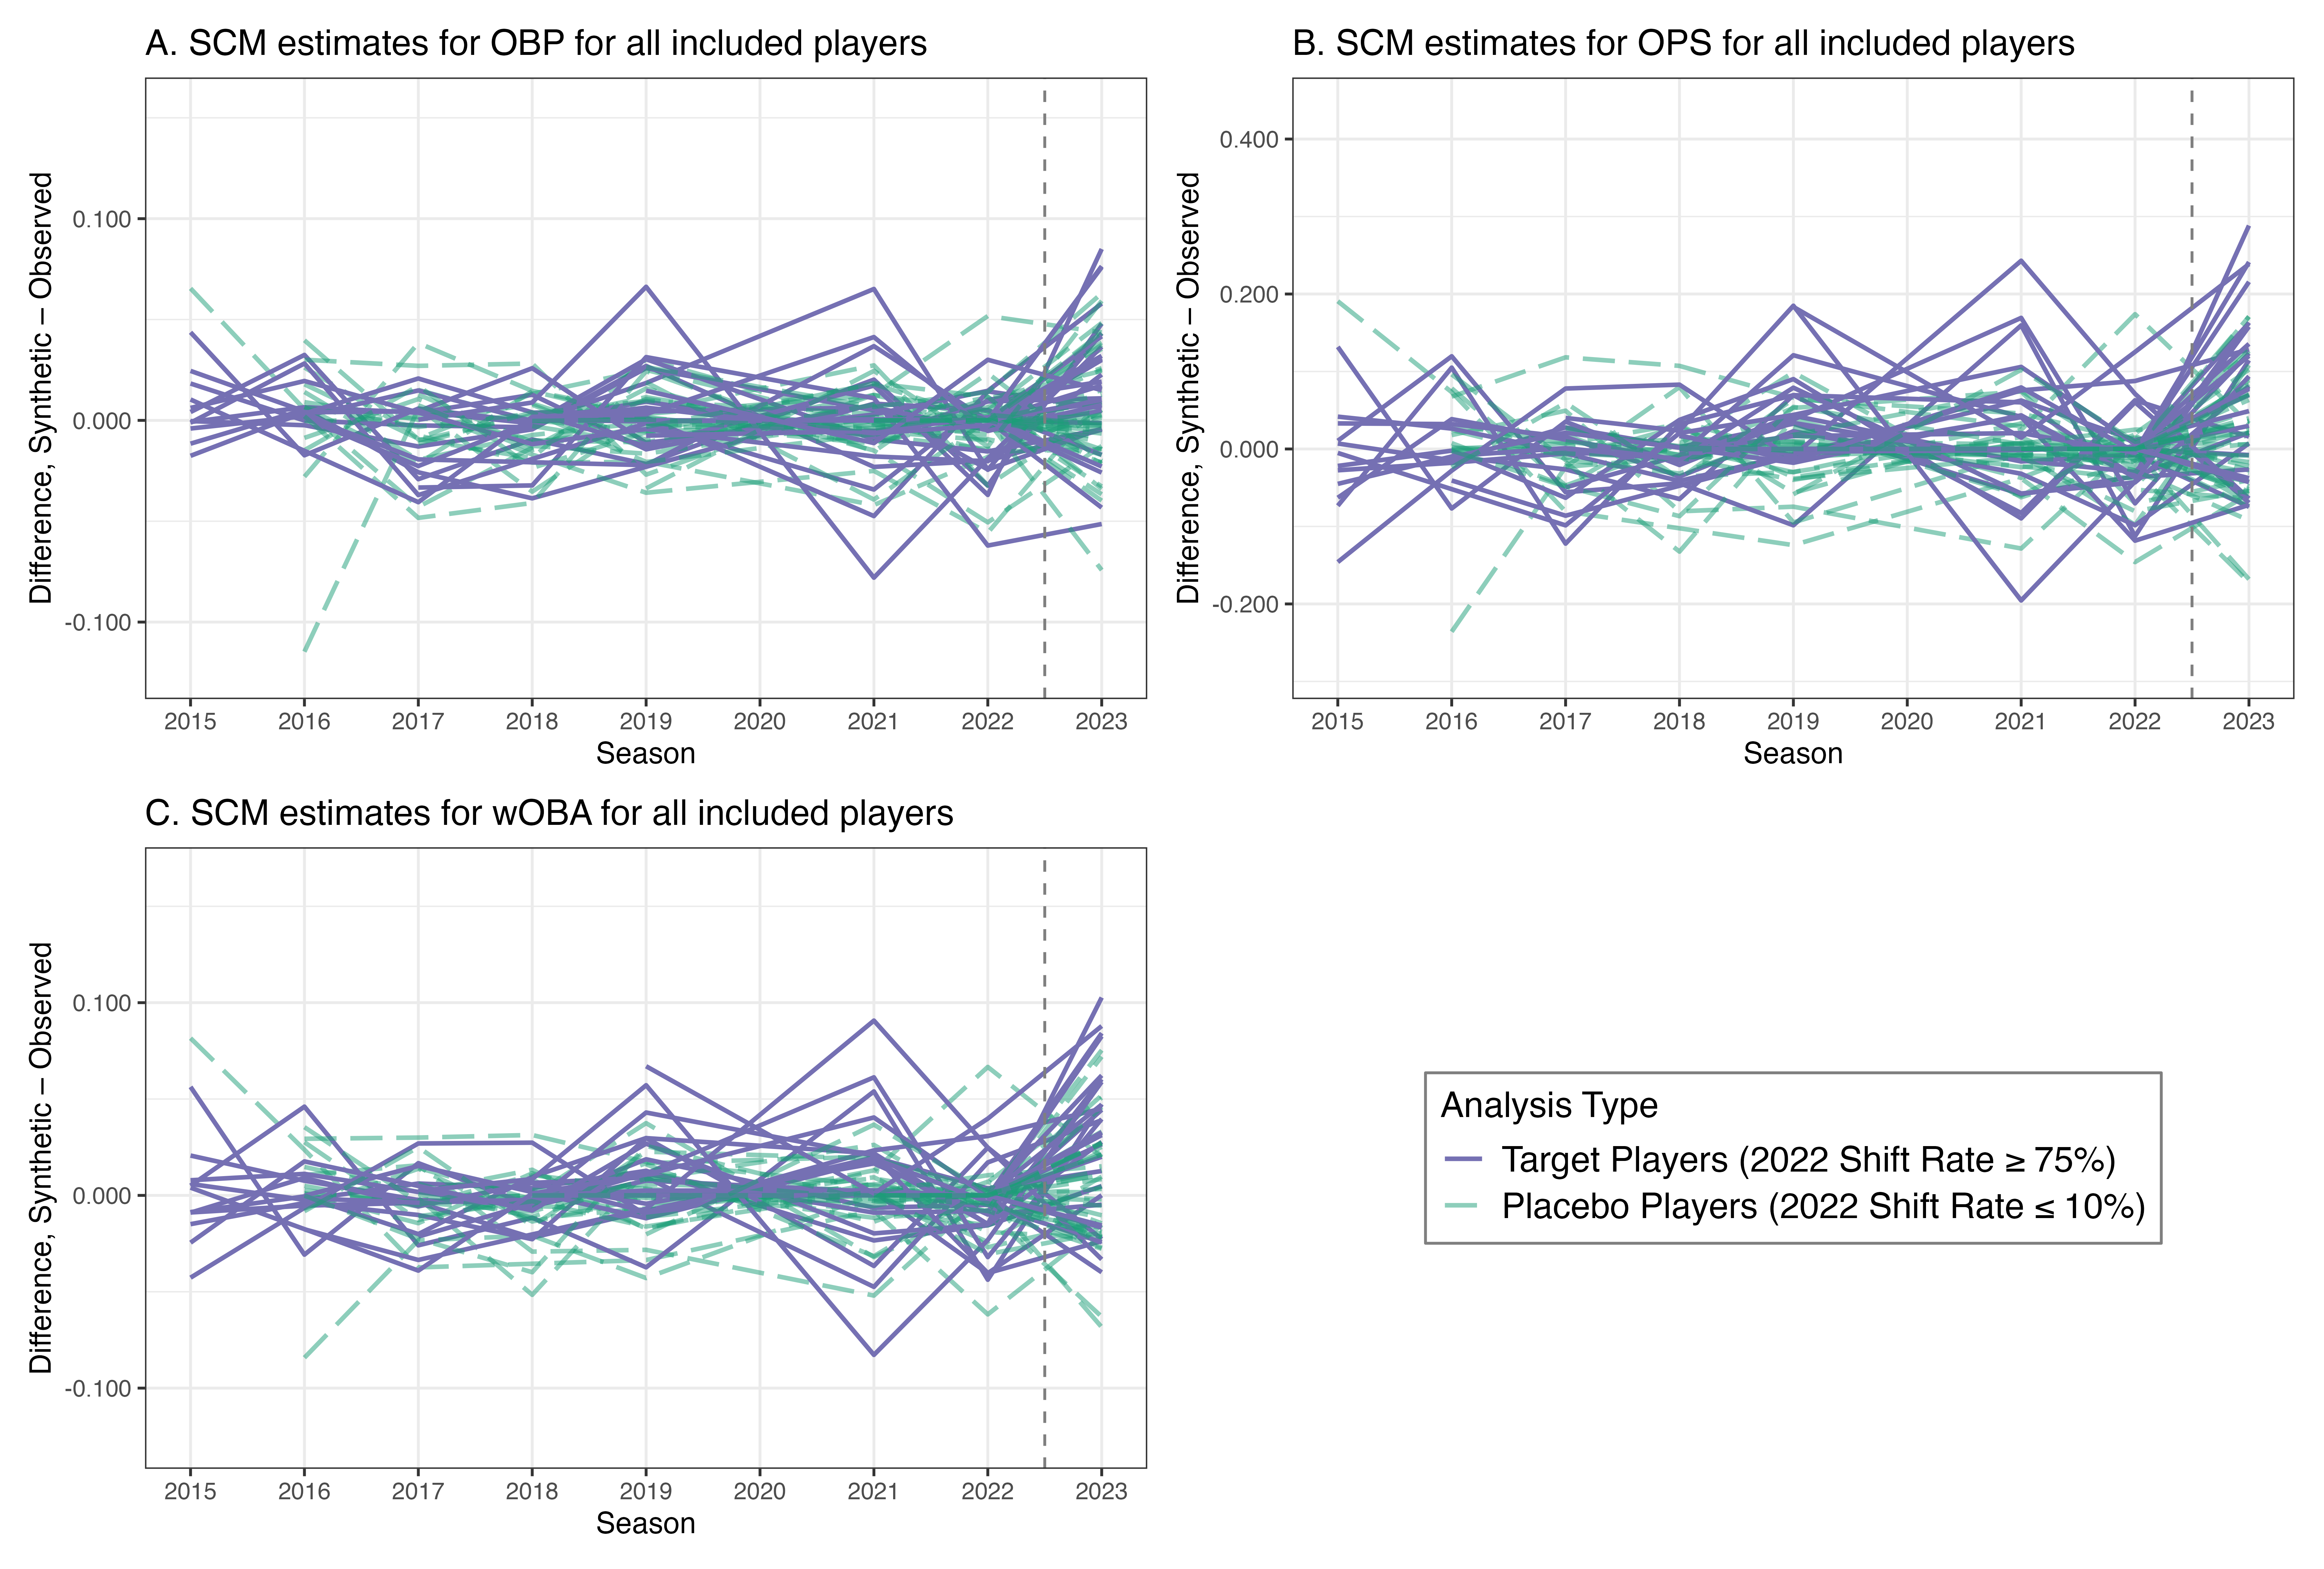 A. SCM estimates for OBP for all included players
Difference, Synthetic – Observed
0.100
0.000
-0.100
2015 2016 2017 2018 2019 2020 2021 2022 2023
Season
B. SCM estimates for OPS for all included players
Difference, Synthetic – Observed
0.400
0.200
0.000
-0.200
2015 2016 2017 2018 2019 2020 2021 2022 2023
Season
C. SCM estimates for wOBA for all included players
Difference, Synthetic – Observed
0.100
0.000
-0.100
2015 2016 2017 2018 2019 2020 2021 2022 2023
Season
Analysis Type
Target Players (2022 Shift Rate ≥ 75%)
Placebo Players (2022 Shift Rate ≤ 10%)